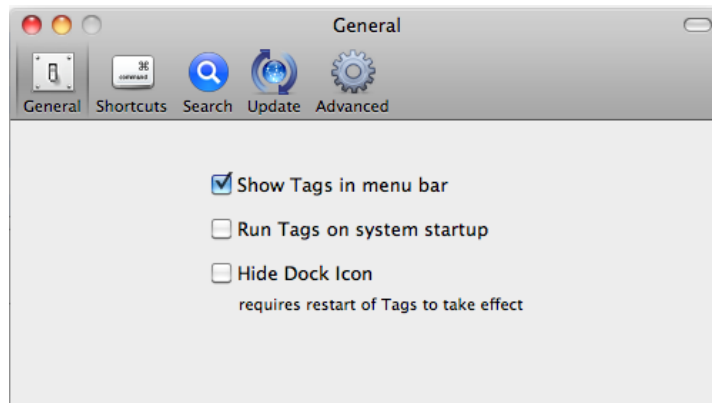 General
⌘
command
General Shortcuts Search Update Advanced
Show Tags in menu bar
Run Tags on system startup
Hide Dock Icon
requires restart of Tags to take effect